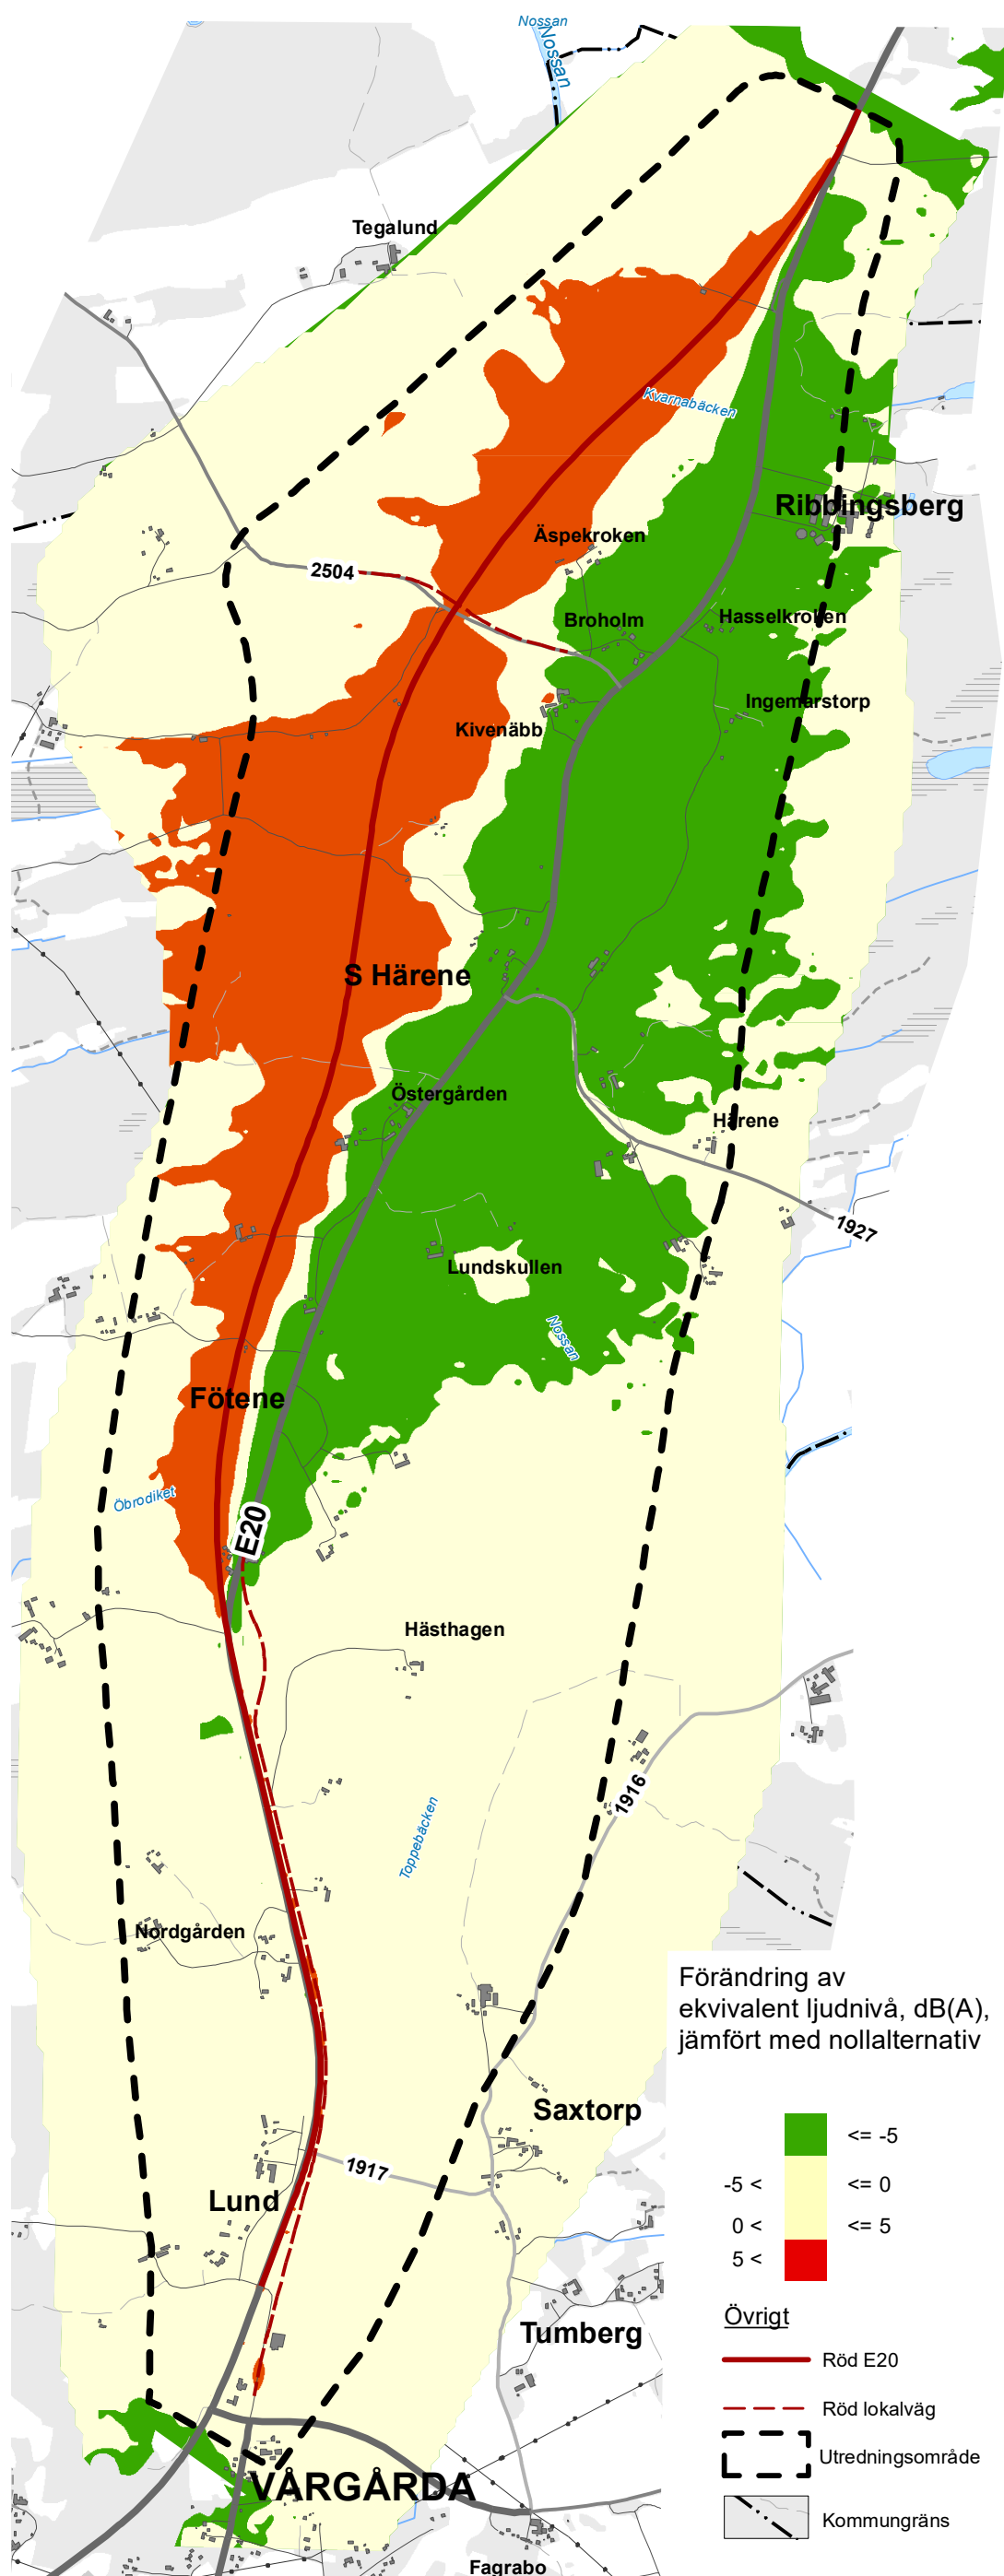 Nossan
Nossan
Tegalund
Kvarnabäcken
Ribbingsberg
Äspekroken
2504
Broholm
Hasselkroken
Ingemarstorp
Kivenäbb
S Härene
Östergården
Härene
1927
Lundskullen
Nossan
Fötene
Öbrodiket
E20
Hästhagen
1916
Toppebäcken
Nordgården
Förändring av
ekvivalent ljudnivå, dB(A),
jämfört med nollalternativ
Saxtorp
<= -5
1917
-5 < <= 0
Lund
0 < <= 5
5 <
Övrigt
Tumberg
Röd E20
Röd lokalväg
Utredningsområde
VÅRGÅRDA
Kommungräns
Fagrabo